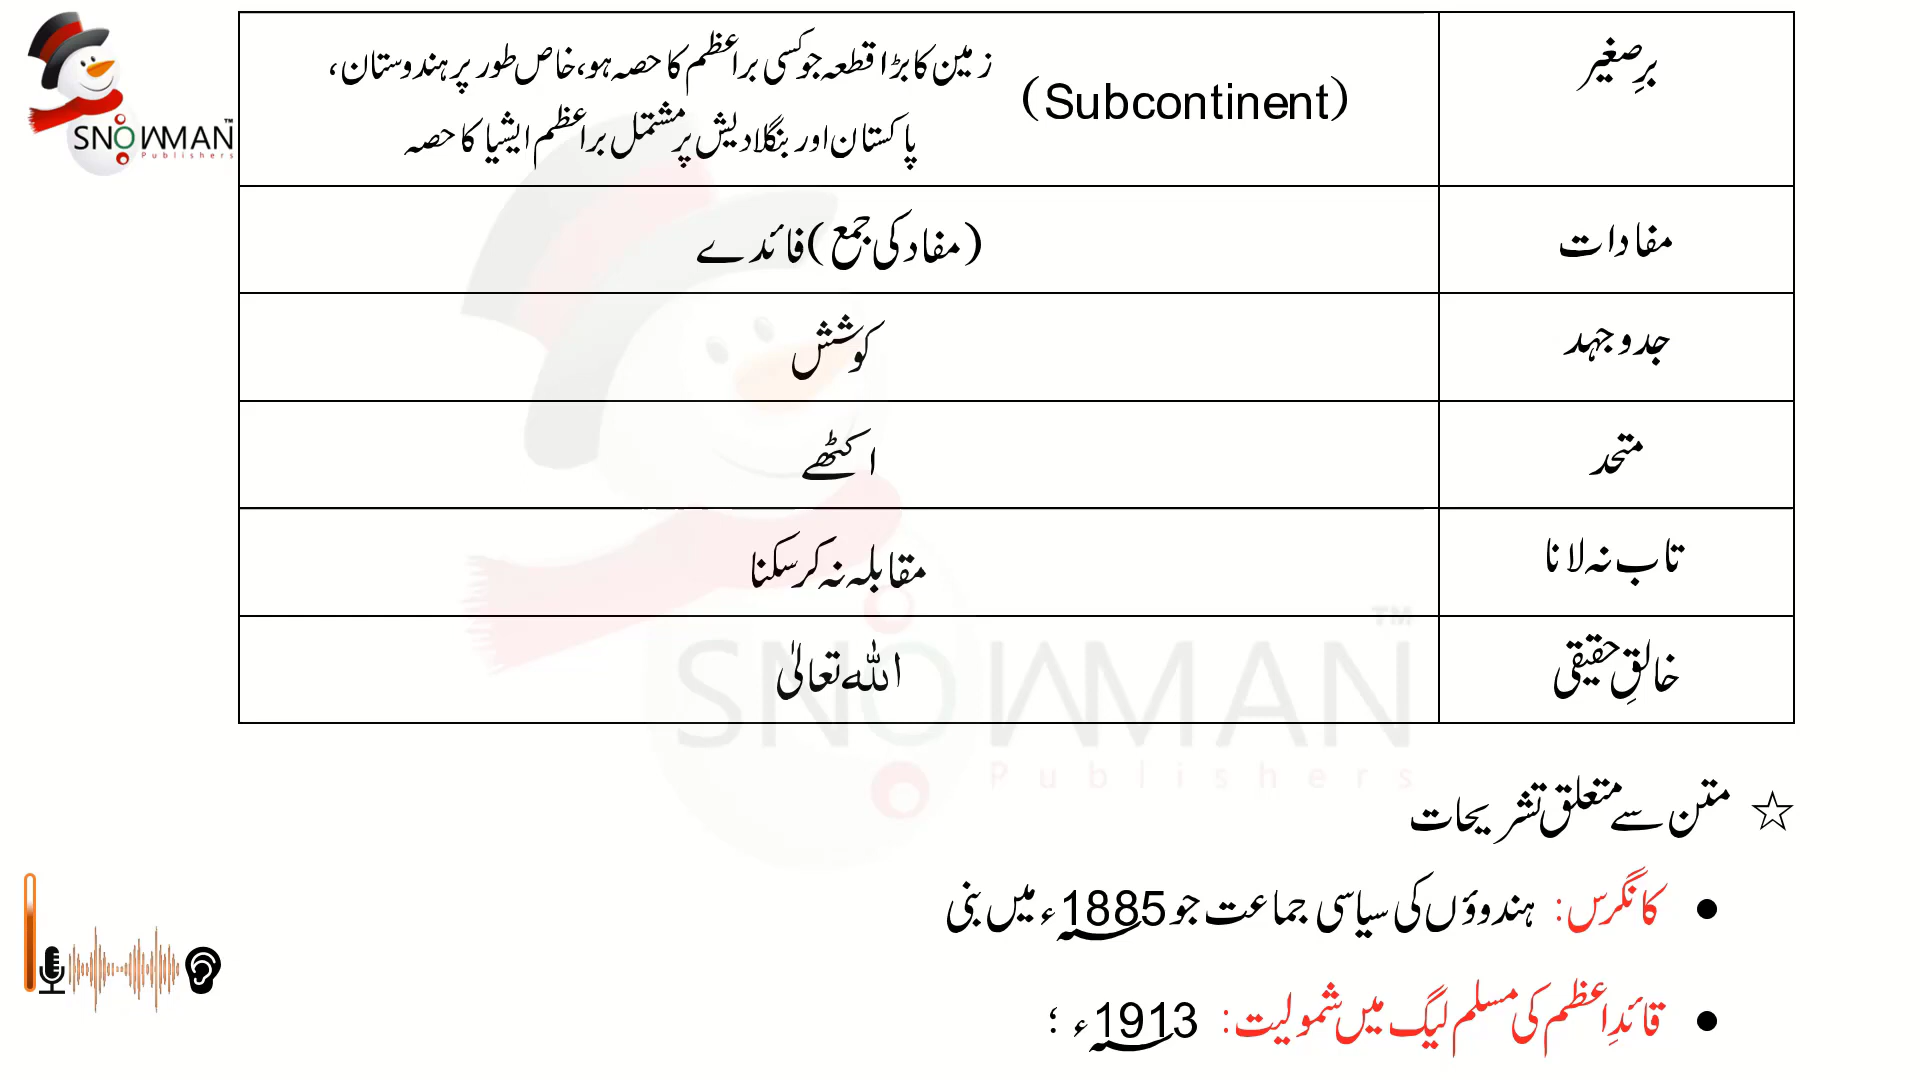 SNOWMAN™
Publishers
برِصغیر
(Subcontinent) زمین کا بڑا قطعہ جو کسی براعظم کا حصہ ہو، خاص طور پر ہندوستان،
پاکستان اور بنگلادیش پر مشتمل براعظم ایشیا کا حصہ
مفادات
(مفاد کی جمع) فائدے
جدوجہد
کوشش
متحد
اکٹھے
تاب نہ لانا
مقابلہ نہ کرسکنا
خالقِ حقیقی
اللہ تعالیٰ
SNOWMAN™
Publishers
☆ متن سے متعلق تشریحات
• کانگرس: ہندوؤں کی سیاسی جماعت جو 1885ء میں بنی
• قائدِاعظم کی مسلم لیگ میں شمولیت: 1913ء ؛